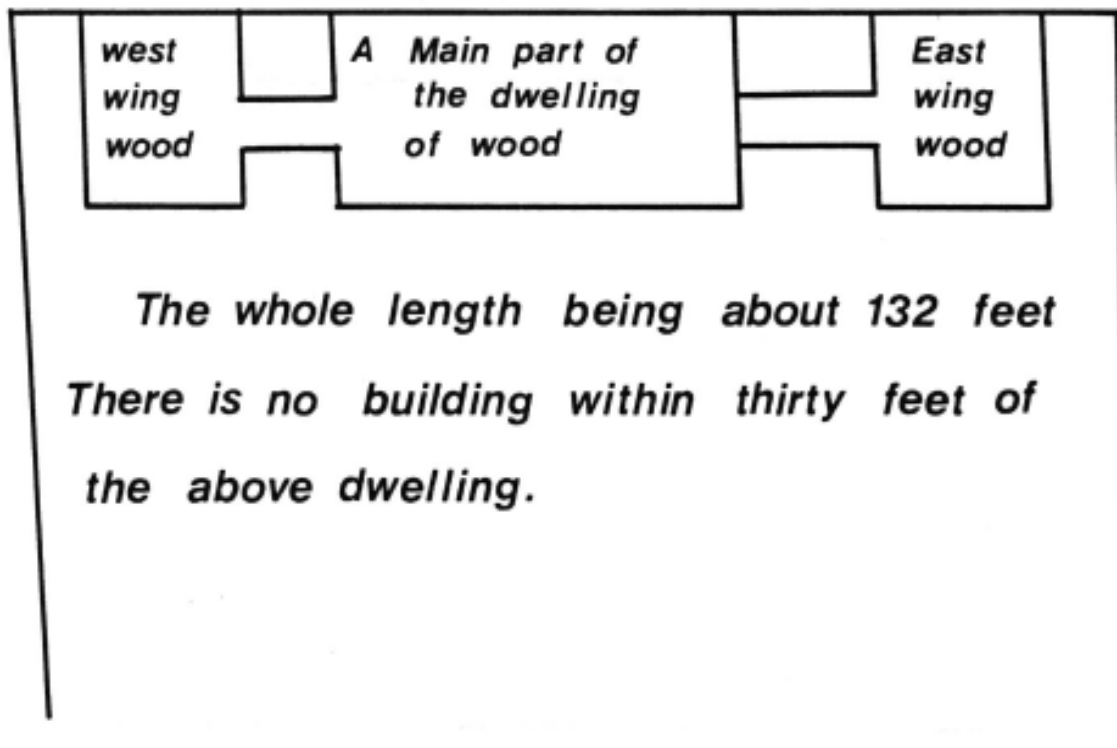 west
wing
wood
A Main part of
the dwelling
of wood
East
wing
wood
The whole length being about 132 feet
There is no building within thirty feet of
the above dwelling.